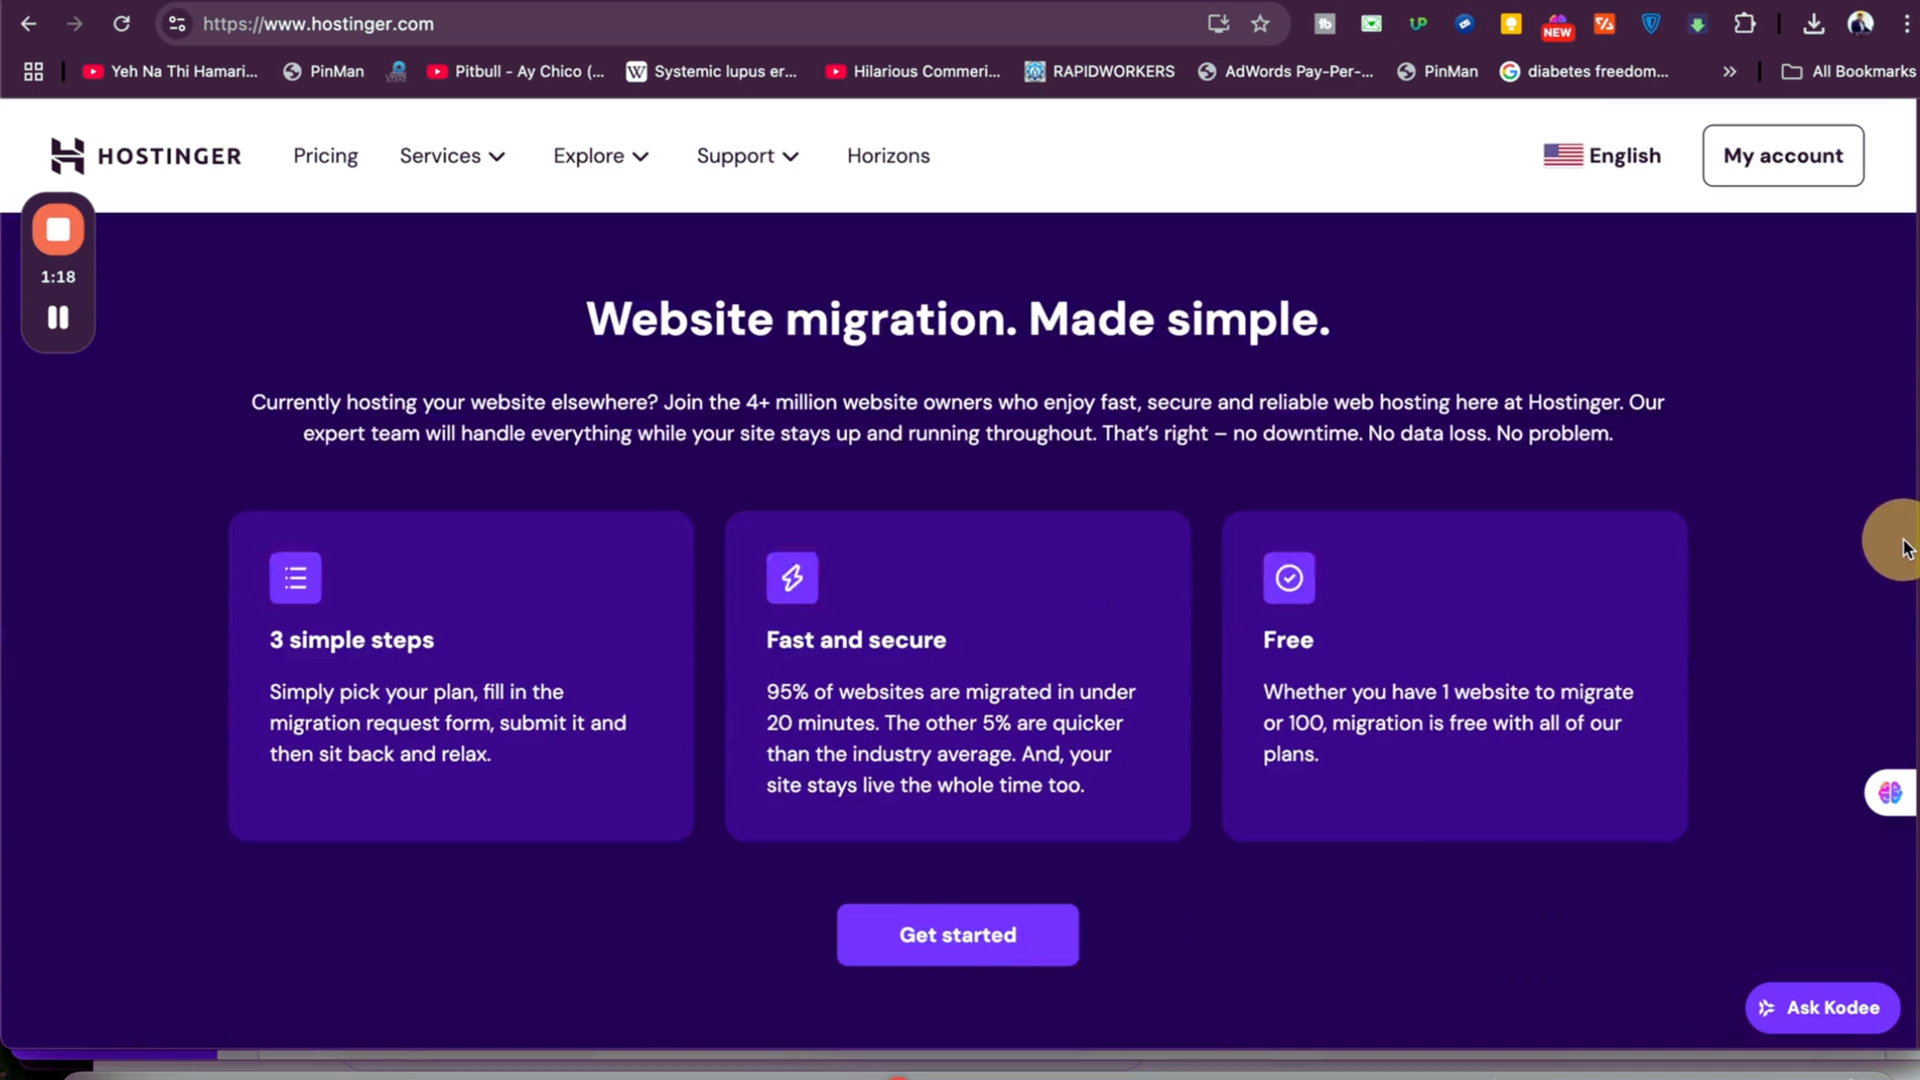 https://www.hostinger.com
NEW
Yeh Na Thi Hamari...
PinMan
Pitbull - Ay Chico (...
Systemic lupus er...
Hilarious Commeri...
RAPIDWORKERS
AdWords Pay-Per-...
PinMan
diabetes freedom...
All Bookmarks
HOSTINGER
Pricing
Services
Explore
Support
Horizons
English
My account
1:18
Website migration. Made simple.
Currently hosting your website elsewhere? Join the 4+ million website owners who enjoy fast, secure and reliable web hosting here at Hostinger. Our
expert team will handle everything while your site stays up and running throughout. That's right – no downtime. No data loss. No problem.
3 simple steps
Simply pick your plan, fill in the
migration request form, submit it and
then sit back and relax.
Fast and secure
95% of websites are migrated in under
20 minutes. The other 5% are quicker
than the industry average. And, your
site stays live the whole time too.
Free
Whether you have 1 website to migrate
or 100, migration is free with all of our
plans.
Get started
Ask Kodee